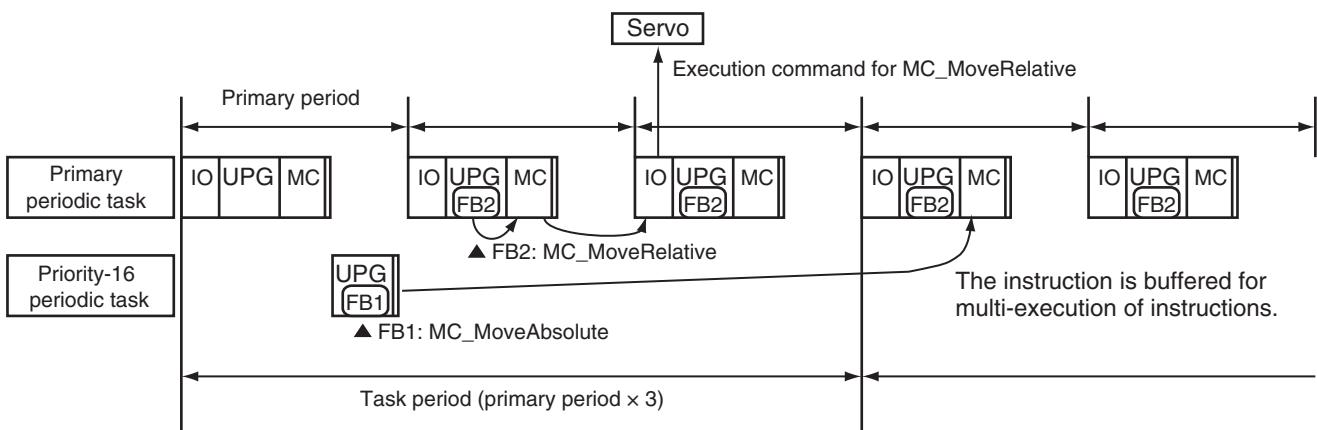 Servo
Execution command for MC_MoveRelative
Primary period
Primary
periodic task
IO UPG MC
IO UPG MC
FB2
IO UPG MC
FB2
IO UPG MC
FB2
IO UPG MC
FB2
▲ FB2: MC_MoveRelative
Priority-16
periodic task
UPG
FB1
▲ FB1: MC_MoveAbsolute
The instruction is buffered for
multi-execution of instructions.
Task period (primary period × 3)